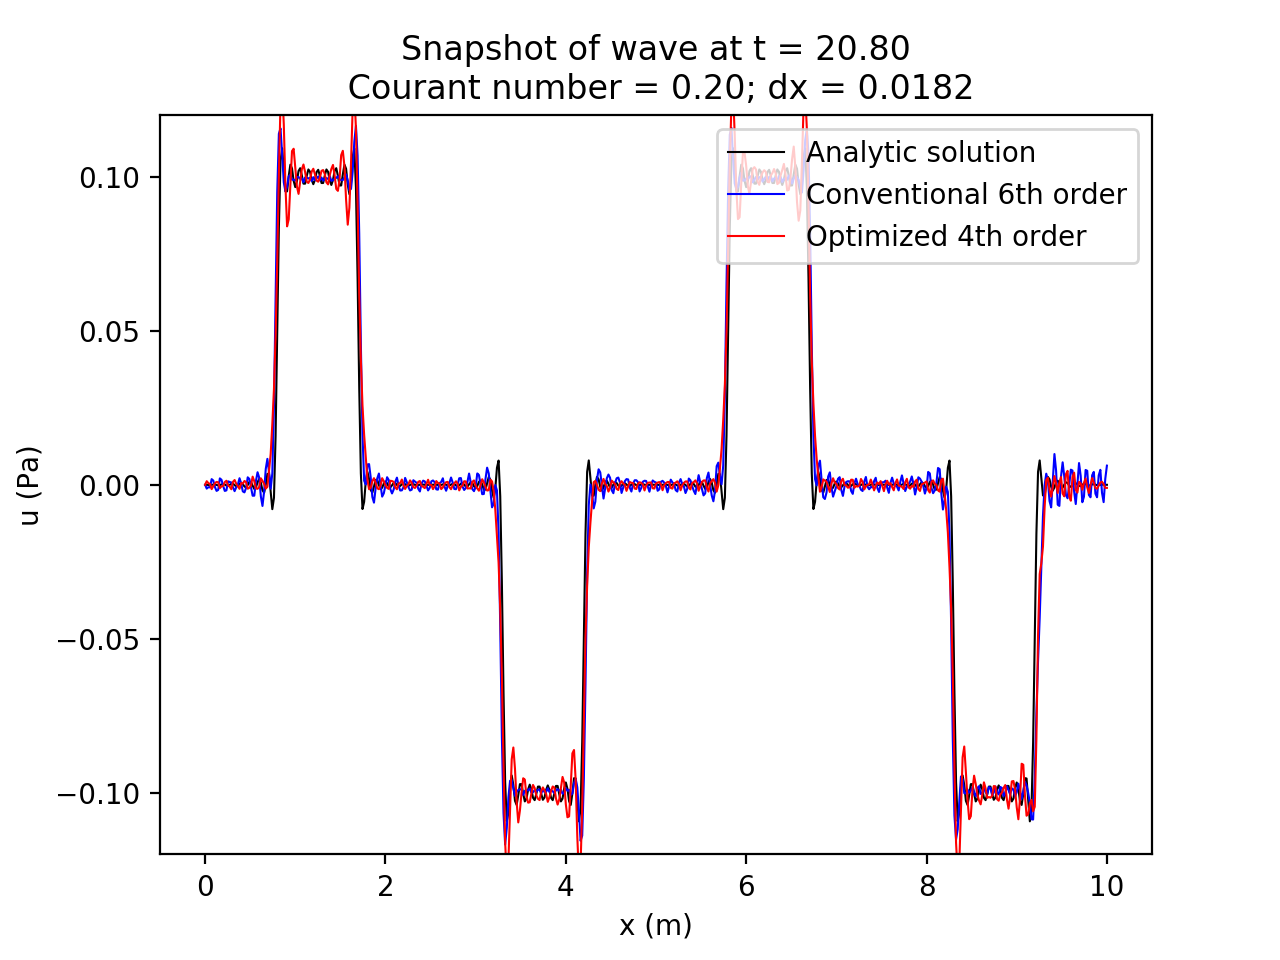 Snapshot of wave at t = 20.80
Courant number = 0.20; dx = 0.0182
Analytic solution
Conventional 6th order
Optimized 4th order
0.10
0.05
0.00
−0.05
−0.10
u (Pa)
0 2 4 6 8 10
x (m)